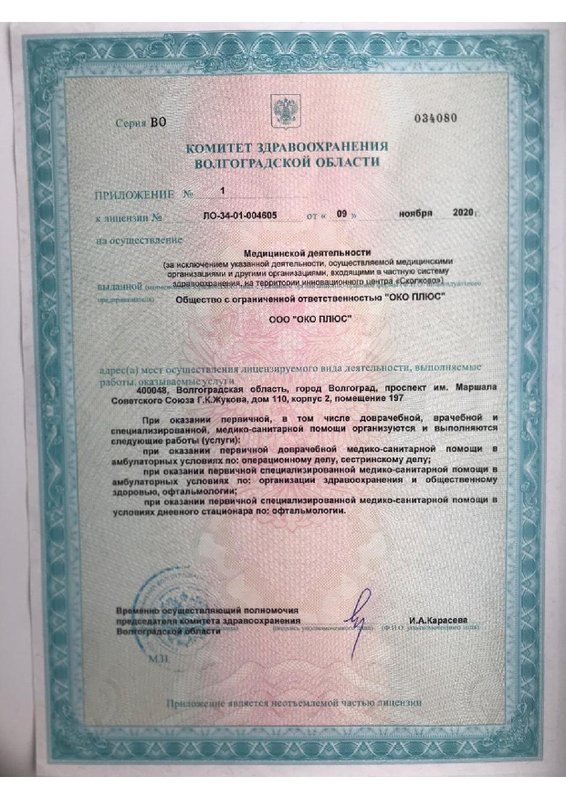 Серия ВО
034080
КОМИТЕТ ЗДРАВООХРАНЕНИЯ
ВОЛГОГРАДСКОЙ ОБЛАСТИ
ПРИЛОЖЕНИЕ № 1
к лицензии № ЛО-34-01-004605 от « 09 » ноября 2020 г.
на осуществление
Медицинской деятельности
(за исключением указанной деятельности, осуществляемой медицинскими
организациями и другими организациями, входящими в частную систему
здравоохранения, на территории инновационного центра «Сколково»)
выданной
Общество с ограниченной ответственностью "ОКО ПЛЮС"
предпринимателя)
ООО "ОКО ПЛЮС"
адрес(а) мест осуществления лицензируемого вида деятельности, выполняемые
работы, оказываемые услуги
400048, Волгоградская область, город Волгоград, проспект им. Маршала
Советского Союза Г.К.Жукова, дом 110, корпус 2, помещение 197
При оказании первичной, в том числе доврачебной, врачебной и
специализированной, медико-санитарной помощи организуются и выполняются
следующие работы (услуги):
при оказании первичной доврачебной медико-санитарной помощи в
амбулаторных условиях по: операционному делу, сестринскому делу;
при оказании первичной специализированной медико-санитарной помощи в
амбулаторных условиях по: организации здравоохранения и общественному
здоровью, офтальмологии;
при оказании первичной специализированной медико-санитарной помощи в
условиях дневного стационара по: офтальмологии.
Временно осуществляющий полномочия
председателя комитета здравоохранения
Волгоградской области
И.А.Карасева
(подпись уполномоченного лица) (Ф.И.О. уполномоченного лица)
М.П.
Приложение является неотъемлемой частью лицензии